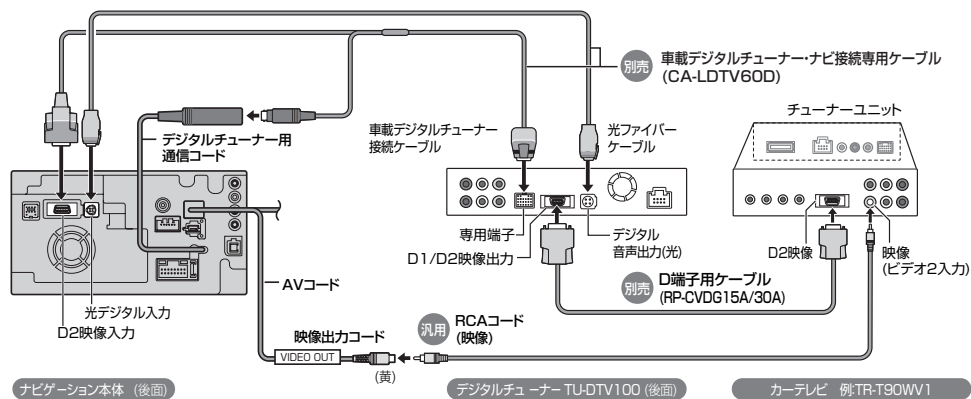 別売
車載デジタルチューナー・ナビ接続専用ケーブル
(CA-LDTV60D)
チューナーユニット
デジタルチューナー用
通信コード
車載デジタルチューナー
接続ケーブル
光ファイバー
ケーブル
専用端子
D1/D2映像出力
デジタル
音声出力(光)
D2映像
映像
(ビデオ2入力)
AVコード
光デジタル入力
D2映像入力
別売
D端子用ケーブル
(RP-CVDG15A/30A)
映像出力コード
VIDEO OUT
(黄)
汎用
RCAコード
(映像)
ナビゲーション本体 (後面)
デジタルチューナー TU-DTV100 (後面)
カーテレビ 例:TR-T90WV1